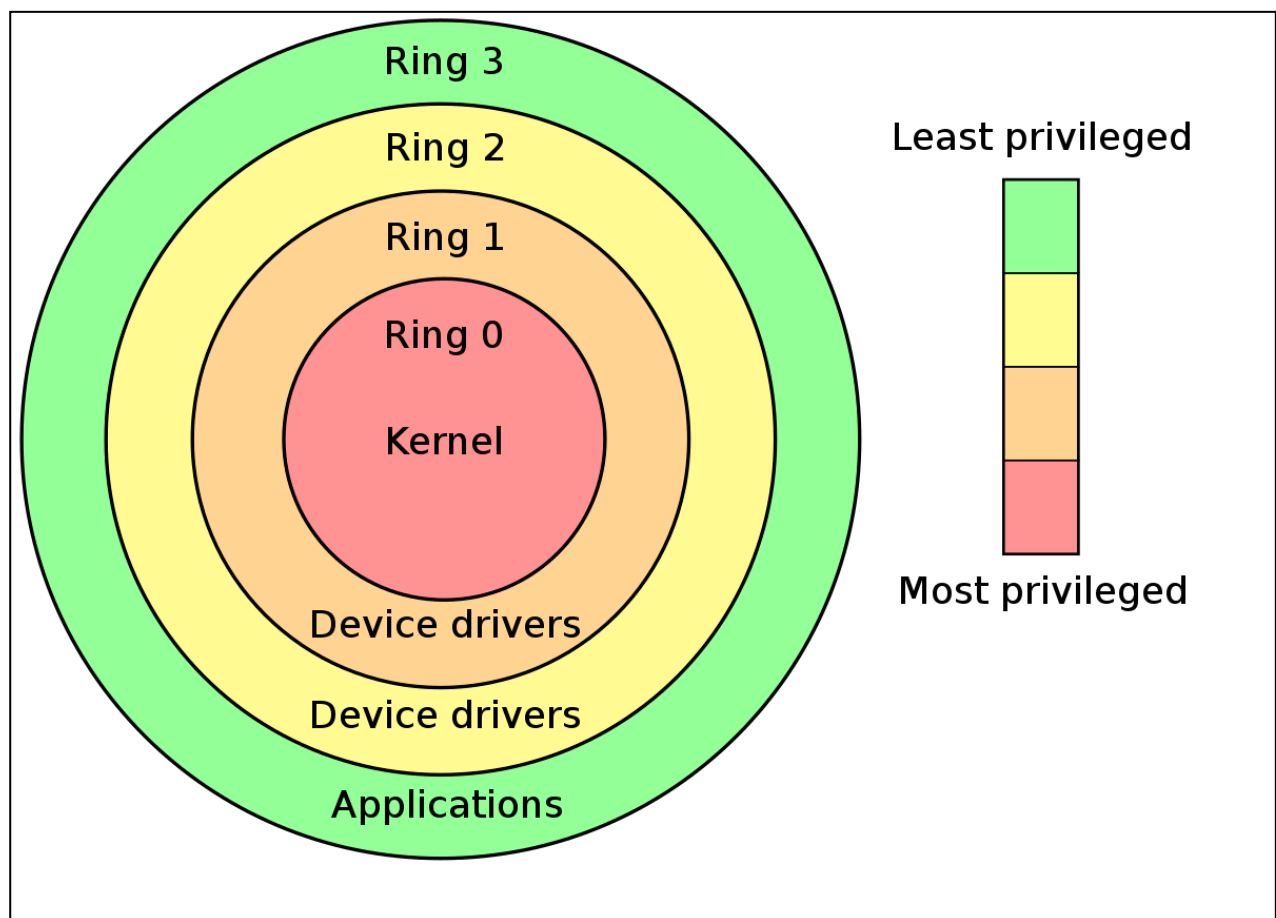 Ring 3
Ring 2
Ring 1
Ring 0
Kernel
Device drivers
Device drivers
Applications
Least privileged
Most privileged